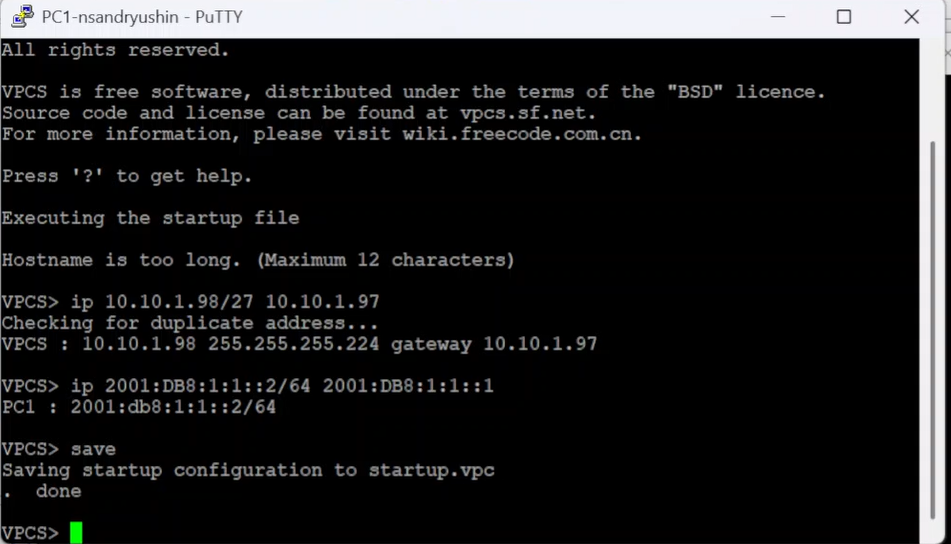 PC1-nsandryushin - PuTTY
All rights reserved.
VPCS is free software, distributed under the terms of the "BSD" licence.
Source code and license can be found at vpcs.sf.net.
For more information, please visit wiki.freecode.com.cn.
Press '?' to get help.
Executing the startup file
Hostname is too long. (Maximum 12 characters)
VPCS> ip 10.10.1.98/27 10.10.1.97
Checking for duplicate address...
VPCS : 10.10.1.98 255.255.255.224 gateway 10.10.1.97
VPCS> ip 2001:DB8:1:1::2/64 2001:DB8:1:1::1
PC1 : 2001:db8:1:1::2/64
VPCS> save
Saving startup configuration to startup.vpc
.  done
VPCS>